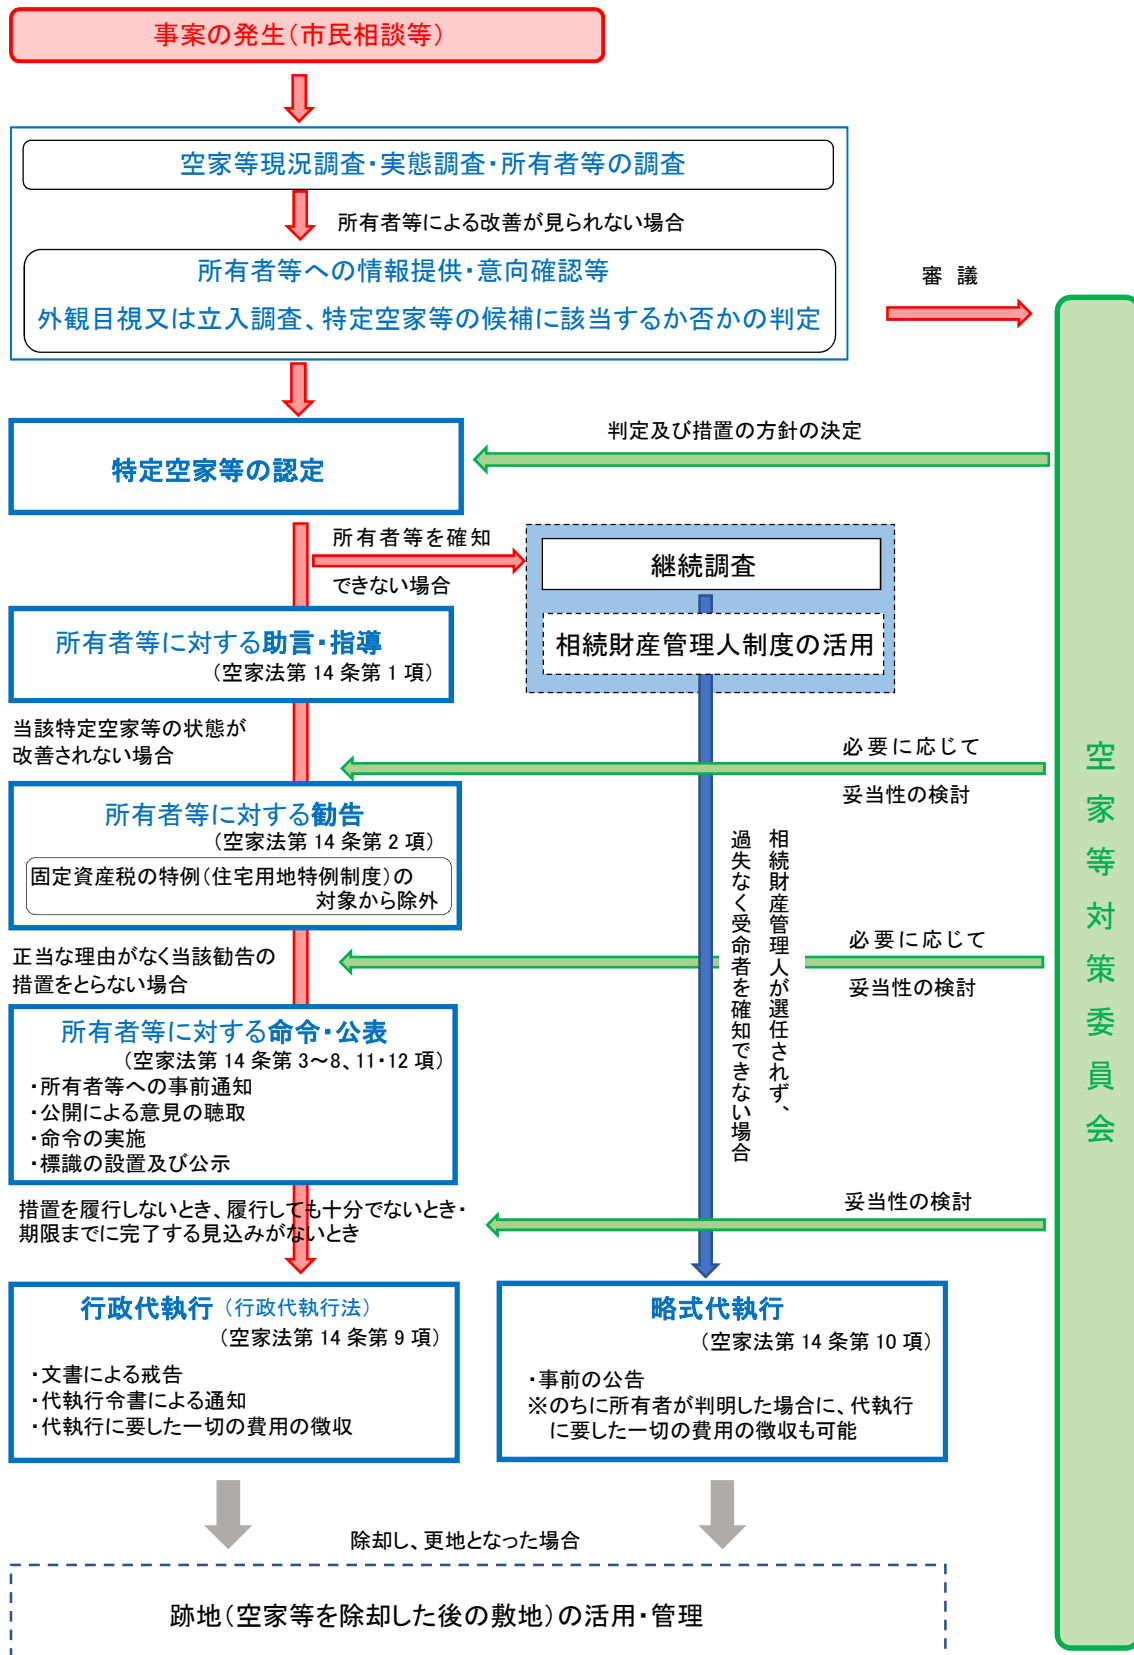 事案の発生(市民相談等)
空家等現況調査・実態調査・所有者等の調査
所有者等による改善が見られない場合
所有者等への情報提供・意向確認等
外観目視又は立入調査、特定空家等の候補に該当するか否かの判定
審 議
判定及び措置の方針の決定
特定空家等の認定
所有者等を確知
できない場合
継続調査
相続財産管理人制度の活用
所有者等に対する助言・指導
(空家法第14条第1項)
当該特定空家等の状態が
改善されない場合
必要に応じて
妥当性の検討
所有者等に対する勧告
(空家法第14条第2項)
固定資産税の特例(住宅用地特例制度)の
対象から除外
相続財産管理人が選任されず、
過失なく受命者を確知できない場合
正当な理由がなく当該勧告の
措置をとらない場合
必要に応じて
妥当性の検討
所有者等に対する命令・公表
(空家法第14条第3~8、11・12項)
・所有者等への事前通知
・公開による意見の聴取
・命令の実施
・標識の設置及び公示
措置を履行しないとき、履行しても十分でないとき・
期限までに完了する見込みがないとき
妥当性の検討
行政代執行(行政代執行法)
(空家法第14条第9項)
・文書による戒告
・代執行令書による通知
・代執行に要した一切の費用の徴収
略式代執行
(空家法第14条第10項)
・事前の公告
※のちに所有者が判明した場合に、代執行
に要した一切の費用の徴収も可能
除却し、更地となった場合
跡地(空家等を除却した後の敷地)の活用・管理
空家等対策委員会